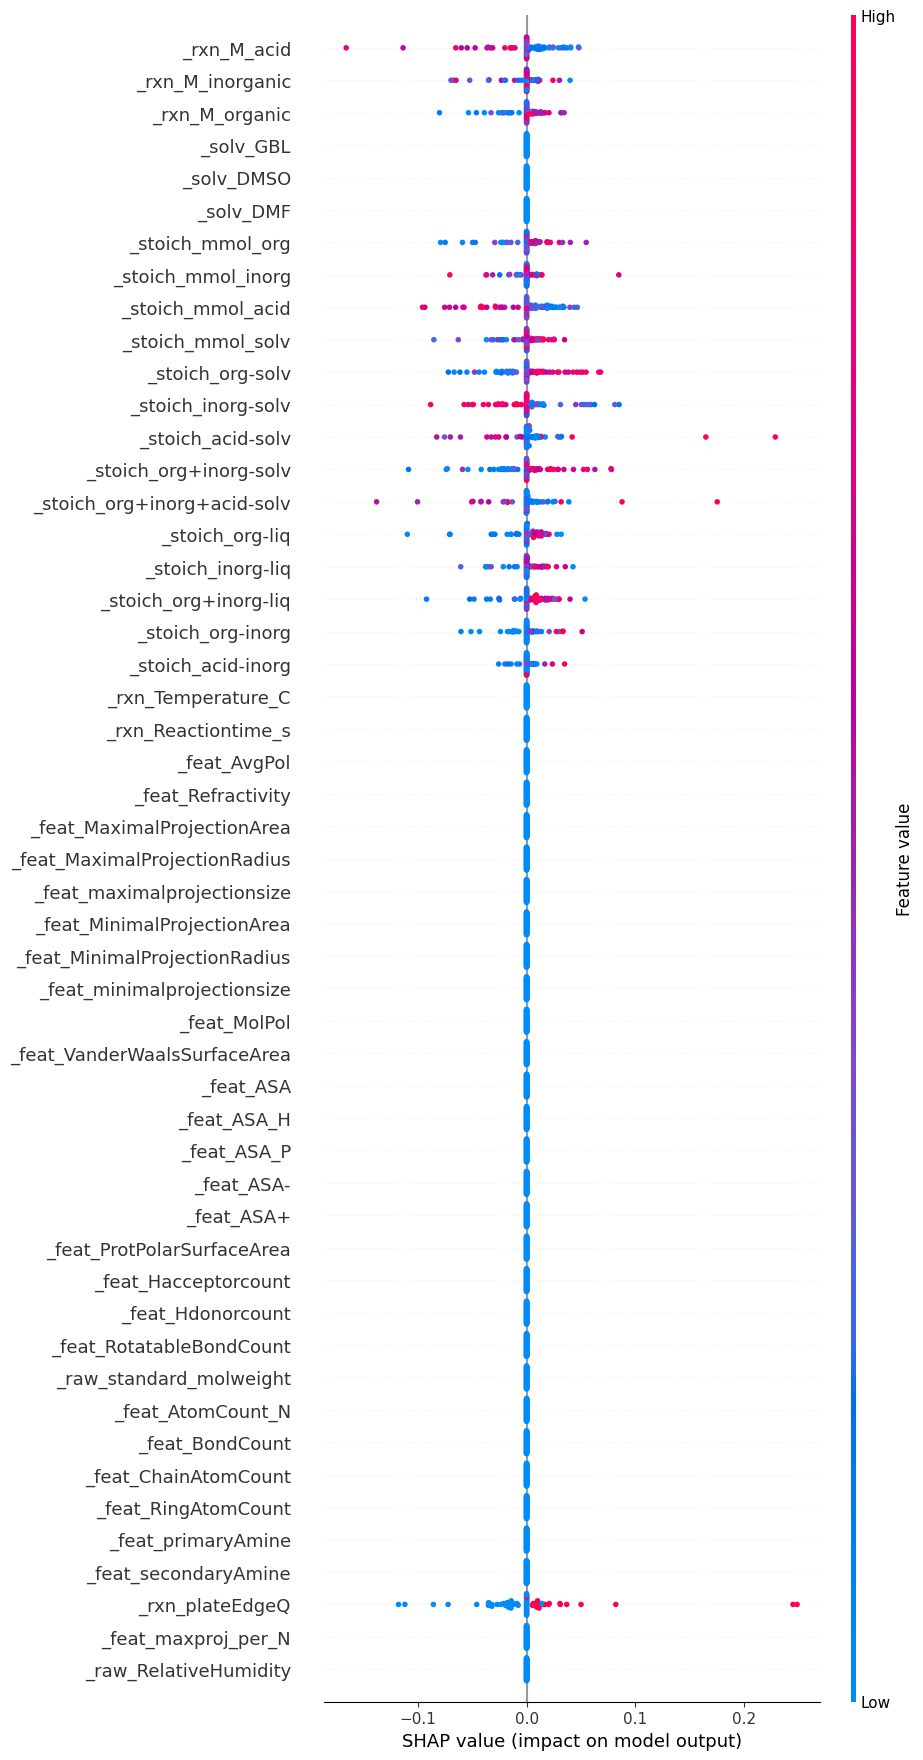 High
_rxn_M_acid
_rxn_M_inorganic
_rxn_M_organic
_solv_GBL
_solv_DMSO
_solv_DMF
_stoich_mmol_org
_stoich_mmol_inorg
_stoich_mmol_acid
_stoich_mmol_solv
_stoich_org-solv
_stoich_inorg-solv
_stoich_acid-solv
_stoich_org+inorg-solv
_stoich_org+inorg+acid-solv
_stoich_org-liq
_stoich_inorg-liq
_stoich_org+inorg-liq
_stoich_org-inorg
_stoich_acid-inorg
_rxn_Temperature_C
_rxn_Reactiontime_s
_feat_AvgPol
_feat_Refractivity
_feat_MaximalProjectionArea
_feat_MaximalProjectionRadius
_feat_maximalprojectionsize
_feat_MinimalProjectionArea
_feat_MinimalProjectionRadius
_feat_minimalprojectionsize
_feat_MolPol
_feat_VanderWaalsSurfaceArea
_feat_ASA
_feat_ASA_H
_feat_ASA_P
_feat_ASA-
_feat_ASA+
_feat_ProtPolarSurfaceArea
_feat_Hacceptorcount
_feat_Hdonorcount
_feat_RotatableBondCount
_raw_standard_molweight
_feat_AtomCount_N
_feat_BondCount
_feat_ChainAtomCount
_feat_RingAtomCount
_feat_primaryAmine
_feat_secondaryAmine
_rxn_plateEdgeQ
_feat_maxproj_per_N
_raw_RelativeHumidity
Feature value
Low
−0.1 0.0 0.1 0.2
SHAP value (impact on model output)